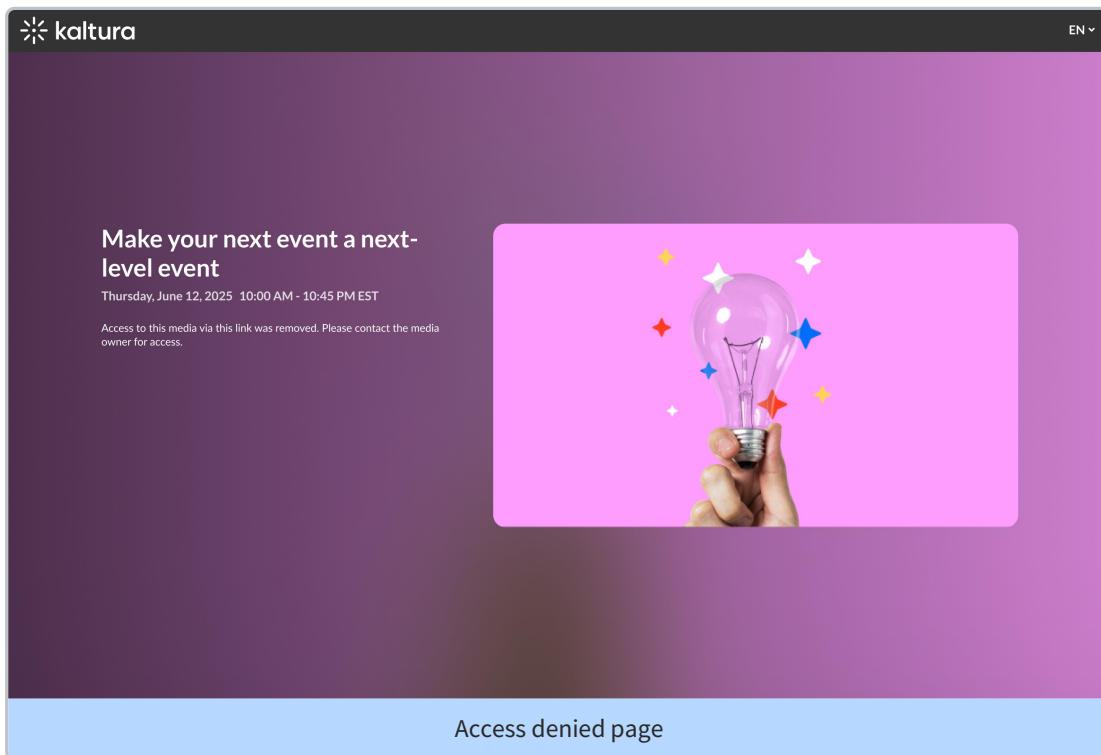 kaltura
EN
Make your next event a next-
level event
Thursday, June 12, 2025 10:00 AM - 10:45 PM EST
Access to this media via this link was removed. Please contact the media
owner for access.
Access denied page